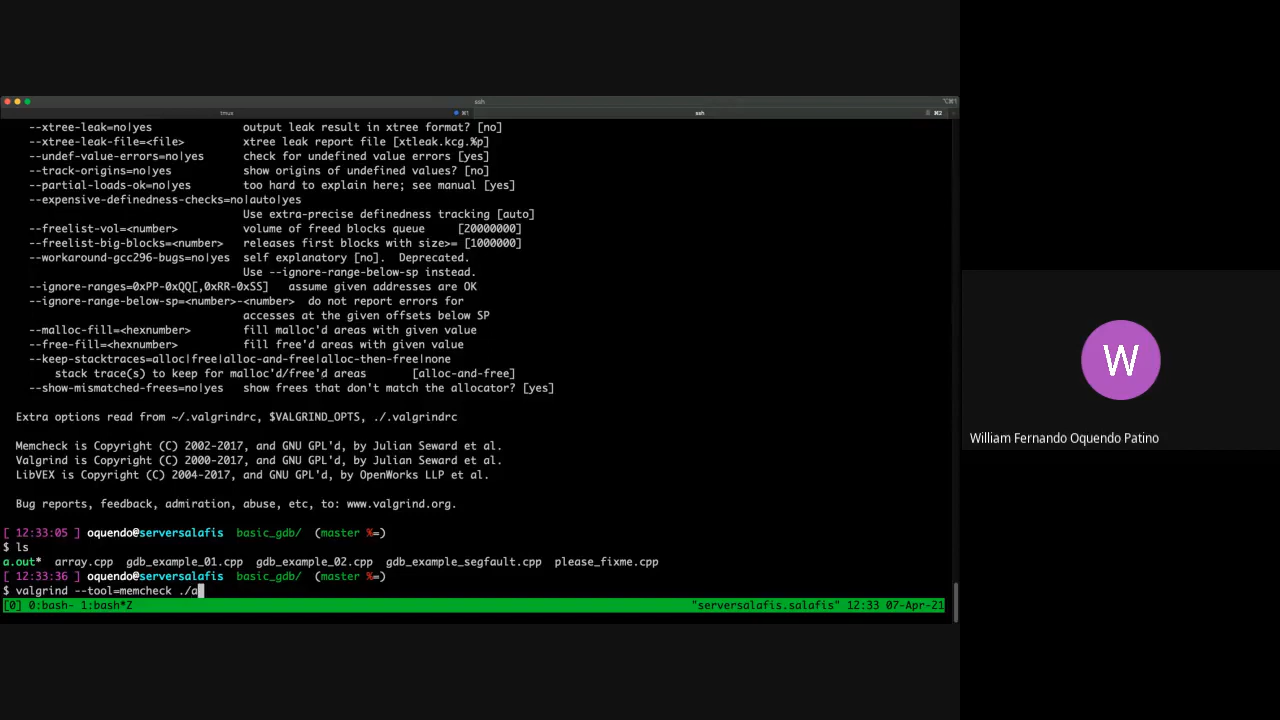 ssh
⌥⌘1
tmux
⌘1
ssh
⌘2
--xtree-leak=no|yes output leak result in xtree format? [no]
--xtree-leak-file=<file> xtree leak report file [xtleak.kcg.%p]
--undef-value-errors=no|yes check for undefined value errors [yes]
--track-origins=no|yes show origins of undefined values? [no]
--partial-loads-ok=no|yes too hard to explain here; see manual [yes]
--expensive-definedness-checks=no|auto|yes
Use extra-precise definedness tracking [auto]
--freelist-vol=<number> volume of freed blocks queue [20000000]
--freelist-big-blocks=<number> releases first blocks with size>= [1000000]
--workaround-gcc296-bugs=no|yes self explanatory [no]. Deprecated.
Use --ignore-range-below-sp instead.
--ignore-ranges=0xPP-0xQQ[,0xRR-0xSS] assume given addresses are OK
--ignore-range-below-sp=<number>-<number> do not report errors for
accesses at the given offsets below SP
--malloc-fill=<hexnumber> fill malloc'd areas with given value
--free-fill=<hexnumber> fill free'd areas with given value
--keep-stacktraces=alloc|free|alloc-and-free|alloc-then-free|none
stack trace(s) to keep for malloc'd/free'd areas [alloc-and-free]
--show-mismatched-frees=no|yes show frees that don't match the allocator? [yes]
Extra options read from ~/.valgrindrc, $VALGRIND_OPTS, ./.valgrindrc
Memcheck is Copyright (C) 2002-2017, and GNU GPL'd, by Julian Seward et al.
Valgrind is Copyright (C) 2000-2017, and GNU GPL'd, by Julian Seward et al.
LibVEX is Copyright (C) 2004-2017, and GNU GPL'd, by OpenWorks LLP et al.
Bug reports, feedback, admiration, abuse, etc, to: www.valgrind.org.
[ 12:33:05 ] oquendo@serversalafis basic_gdb/ (master %=)
$ ls
a.out* array.cpp gdb_example_01.cpp gdb_example_02.cpp gdb_example_segfault.cpp please_fixme.cpp
[ 12:33:36 ] oquendo@serversalafis basic_gdb/ (master %=)
$ valgrind --tool=memcheck ./a
[0] 0:bash- 1:bash*Z "serversalafis.salafis" 12:33 07-Apr-21
W
William Fernando Oquendo Patino